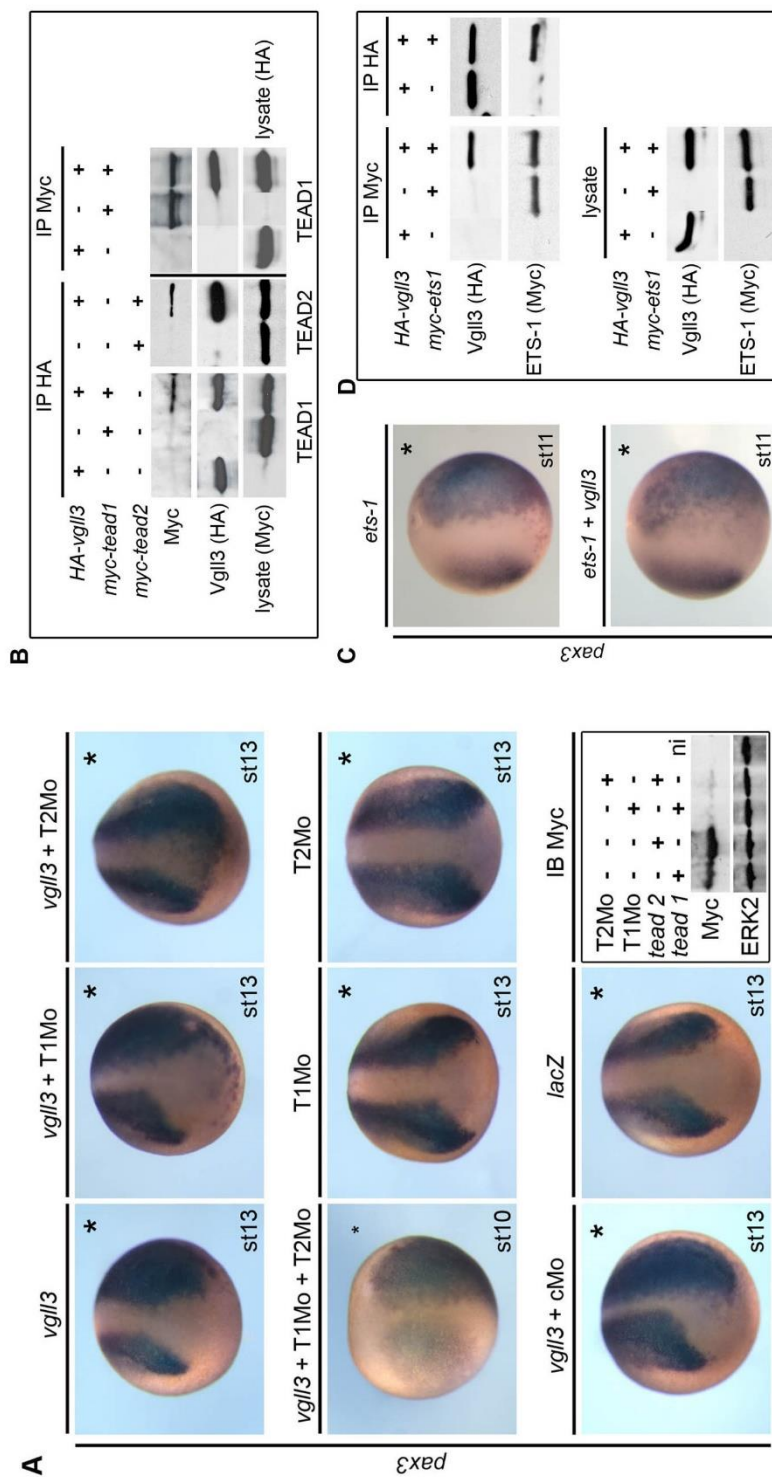 A
pax3
vgll3
vgll3 + T1Mo
vgll3 + T2Mo
* st13
* st13
* st13
vgll3 + T1Mo + T2Mo
T1Mo
T2Mo
* st10
* st13
* st13
vgll3 + cMo
lacZ
* st13
* st13
IB Myc
T2Mo - - - +
T1Mo - - + -
tead 2 - + - +
tead 1 + - + - ni
Myc
ERK2
B
IP HA
IP Myc
HA-vgll3 + - + - + + - +
myc-tead1 - + + - - - + +
myc-tead2 - - - + +
Myc
Vgll3 (HA)
lysate (Myc)
lysate (HA)
TEAD1
TEAD2
TEAD1
C
pax3
ets-1
* st11
ets-1 + vgll3
* st11
D
IP Myc
IP HA
HA-vgll3 + - + + +
myc-ets1 - + + - +
Vgll3 (HA)
ETS-1 (Myc)
lysate
HA-vgll3 + - +
myc-ets1 - + +
Vgll3 (HA)
ETS-1 (Myc)